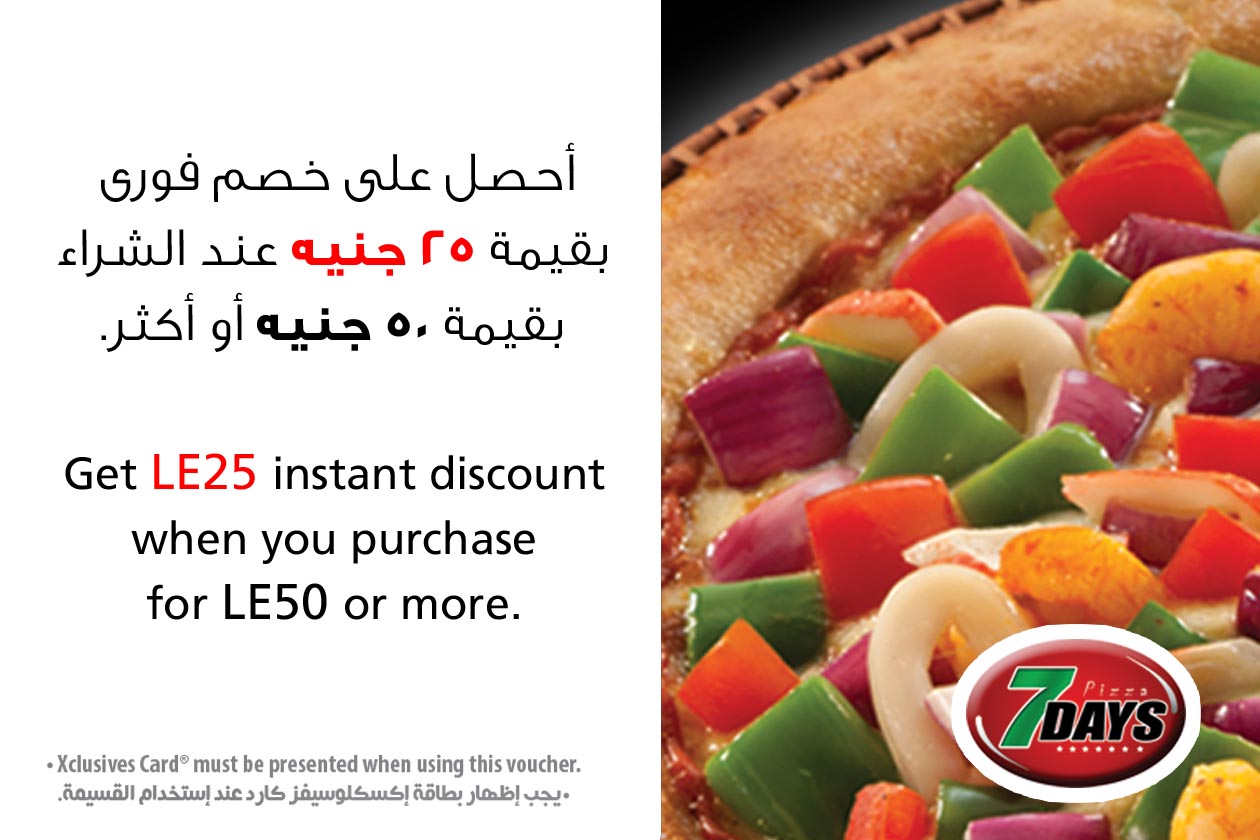 أحصل على خصم فورى
بقيمة ٢٥ جنيه عند الشراء
بقيمة ٥٠ جنيه أو أكثر.
Get LE25 instant discount
when you purchase
for LE50 or more.
• Xclusives Card® must be presented when using this voucher.
•يجب إظهار بطاقة إكسكلوسيفز كارد عند إستخدام القسيمة.
Pizza
7DAYS